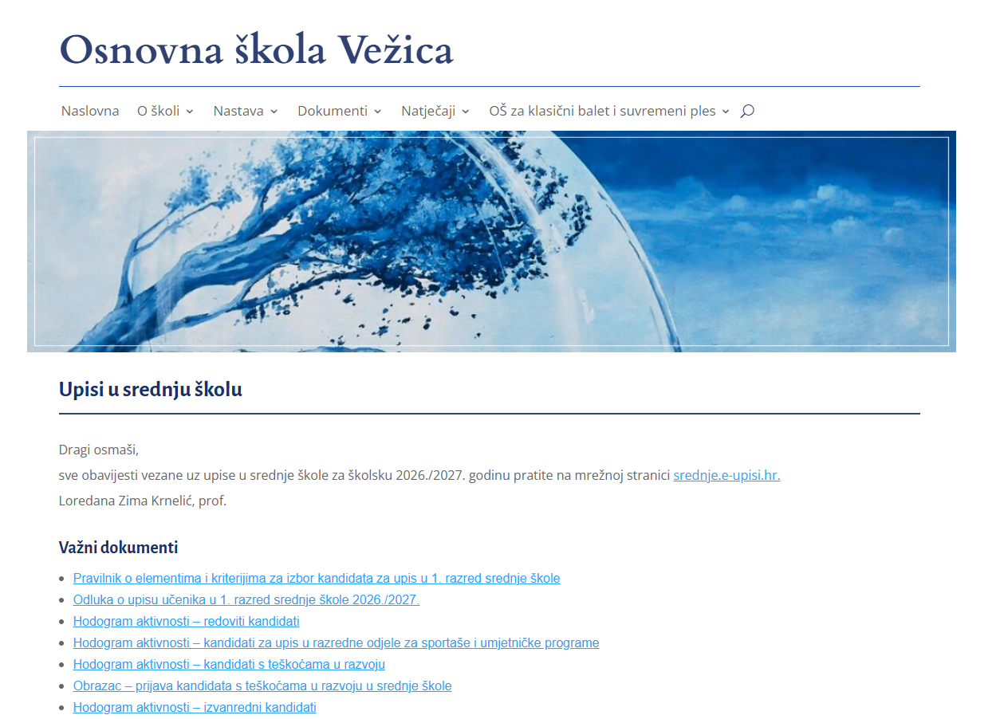 Osnovna škola Vežica
Naslovna O školi Nastava Dokumenti Natječaji OŠ za klasični balet i suvremeni ples
Upisi u srednju školu
Dragi osmaši,
sve obavijesti vezane uz upise u srednje škole za školsku 2026./2027. godinu pratite na mrežnoj stranici srednje.e-upisi.hr.
Loredana Zima Krnelić, prof.
Važni dokumenti
Pravilnik o elementima i kriterijima za izbor kandidata za upis u 1. razred srednje škole
Odluka o upisu učenika u 1. razred srednje škole 2026./2027.
Hodogram aktivnosti – redoviti kandidati
Hodogram aktivnosti – kandidati za upis u razredne odjele za sportaše i umjetničke programe
Hodogram aktivnosti – kandidati s teškoćama u razvoju
Obrazac – prijava kandidata s teškoćama u razvoju u srednje škole
Hodogram aktivnosti – izvanredni kandidati